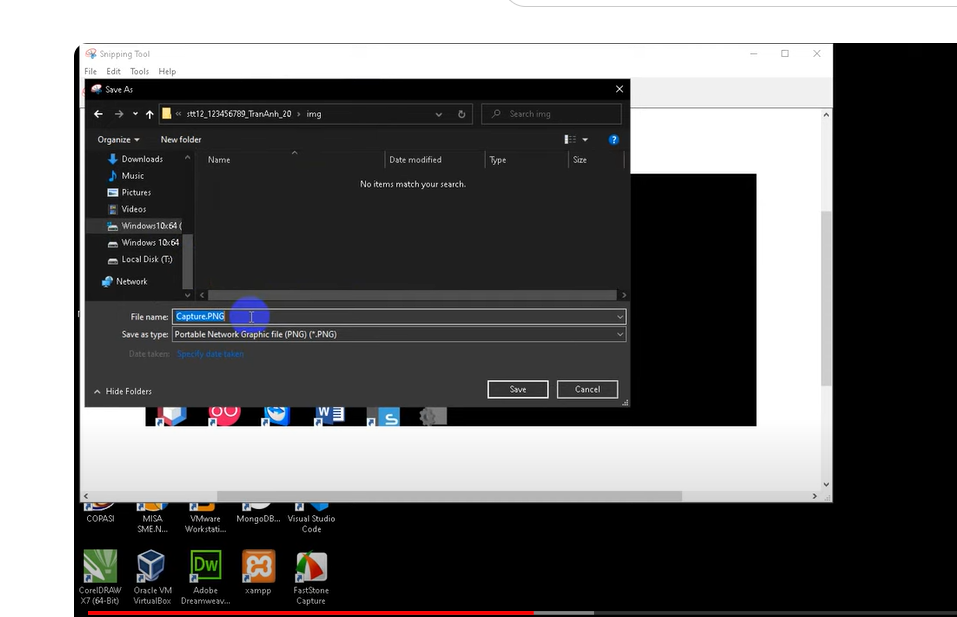 Snipping Tool
File Edit Tools Help
Save As
« stt12_123456789_TranAnh_20 › img
Search img
Organize New folder
Downloads
Music
Pictures
Videos
Windows10x64 (
Windows 10x64
Local Disk (T:)
Network
Name Date modified Type Size
No items match your search.
File name: Capture.PNG
Save as type: Portable Network Graphic file (PNG) (*.PNG)
Date taken: Specify date taken
Hide Folders
Save Cancel
COPASI
MISA SME.N...
VMware Workstati...
MongoDB...
Visual Studio Code
CorelDRAW X7 (64-Bit)
Oracle VM VirtualBox
Dw
Adobe Dreamweav...
xampp
FastStone Capture